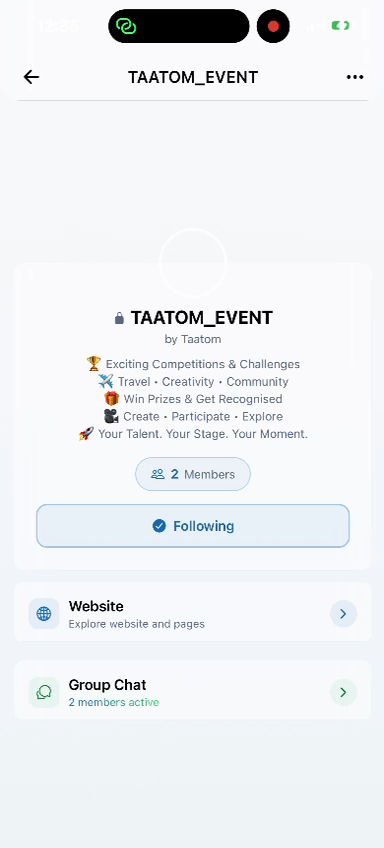 TAATOM_EVENT
TAATOM_EVENT
by Taatom
🏆 Exciting Competitions & Challenges
✈️ Travel • Creativity • Community
🎁 Win Prizes & Get Recognised
🎥 Create • Participate • Explore
🚀 Your Talent. Your Stage. Your Moment.
2 Members
Following
Website
Explore website and pages
Group Chat
2 members active